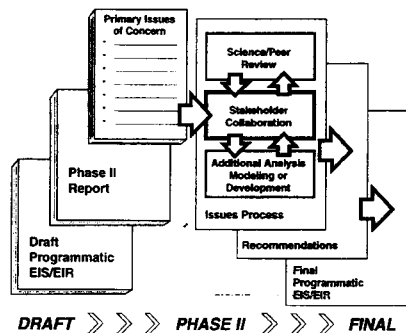 Primary Issues
of Concern
Phase II
Report
Draft
Programmatic
EIS/EIR
Science/Peer
Review
Stakeholder
Collaboration
Additional Analysis
Modeling or
Development
Issues Process
Recommendations
Final
Programmatic
EIS/EIR
DRAFT > > > PHASE II > > > FINAL